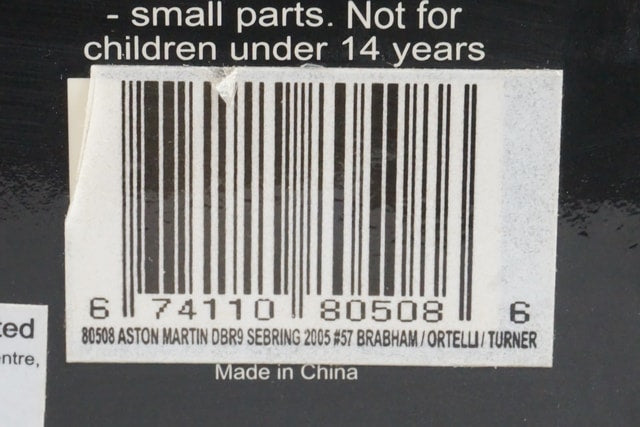 - small parts. Not for
children under 14 years
6 74110 80508 6
80508 ASTON MARTIN DBR9 SEBRING 2005 #57 BRABHAM / ORTELLI / TURNER
ted
entre,
Made in China